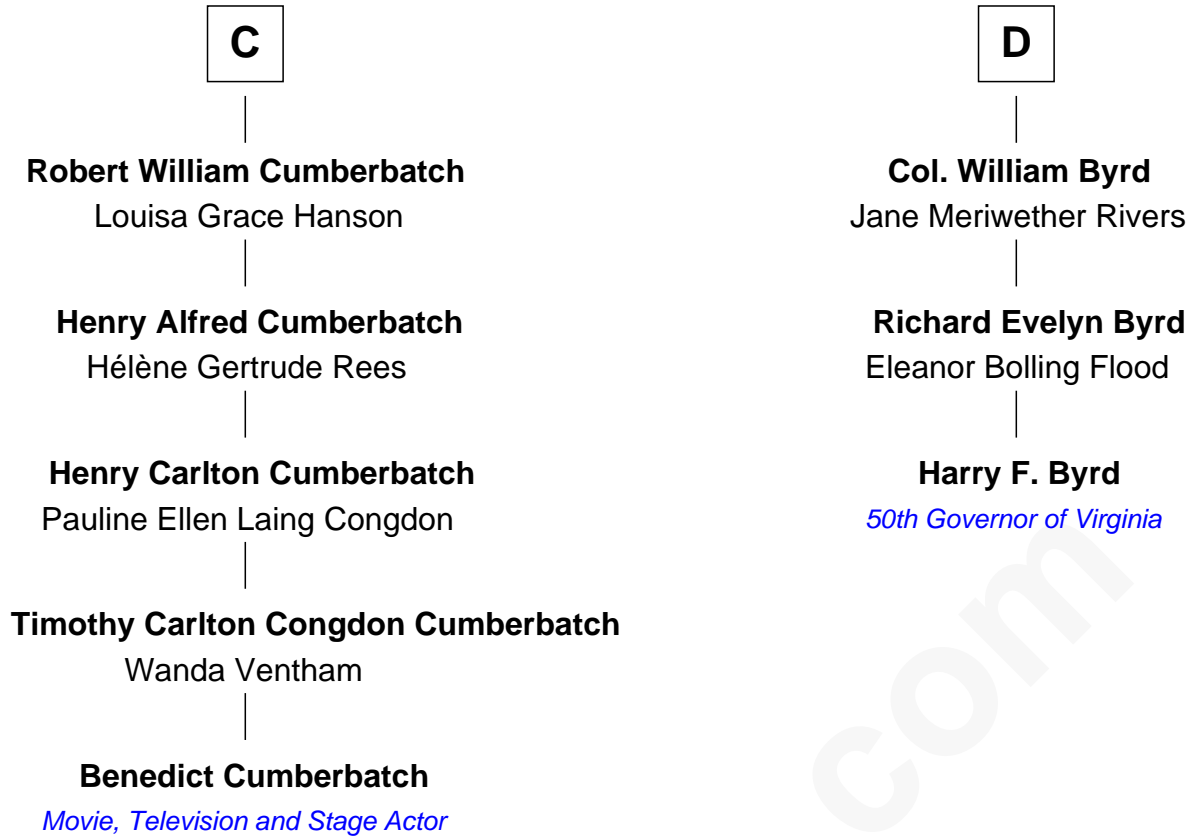 C
Robert William Cumberbatch
Louisa Grace Hanson
Henry Alfred Cumberbatch
Hélène Gertrude Rees
Henry Carlton Cumberbatch
Pauline Ellen Laing Congdon
Timothy Carlton Congdon Cumberbatch
Wanda Ventham
Benedict Cumberbatch
Movie, Television and Stage Actor
D
Col. William Byrd
Jane Meriwether Rivers
Richard Evelyn Byrd
Eleanor Bolling Flood
Harry F. Byrd
50th Governor of Virginia
com